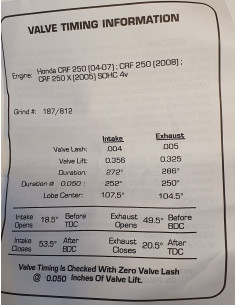 VALVE TIMING INFORMATION
Engine: Honda CRF 250 (04-07) ; CRF 250 (2008) ;
CRF 250 X (2005) SOHC 4v
Grind #: 187/812
Intake Exhaust
Valve Lash: .004 .005
Valve Lift: 0.356 0.325
Duration: 272° 286°
Duration @ 0.050 : 252° 250°
Lobe Center: 107.5° 104.5°
Intake Opens 18.5° Before TDC Exhaust Opens 49.5° Before BDC
Intake Closes 53.5° After BDC Exhaust Closes 20.5° After TDC
Valve Timing Is Checked With Zero Valve Lash
@ 0.050 Inches Of Valve Lift.